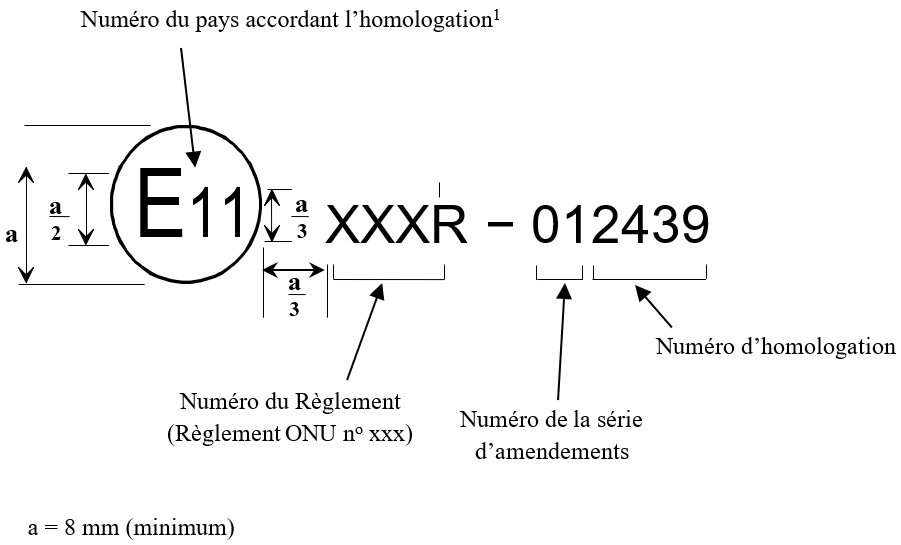 Numéro du pays accordant l’homologation¹
E11
a
a
2
a
3
XXXR – 012439
a
3
Numéro d’homologation
Numéro du Règlement
(Règlement ONU nᵒ xxx)
Numéro de la série
d’amendements
a = 8 mm (minimum)